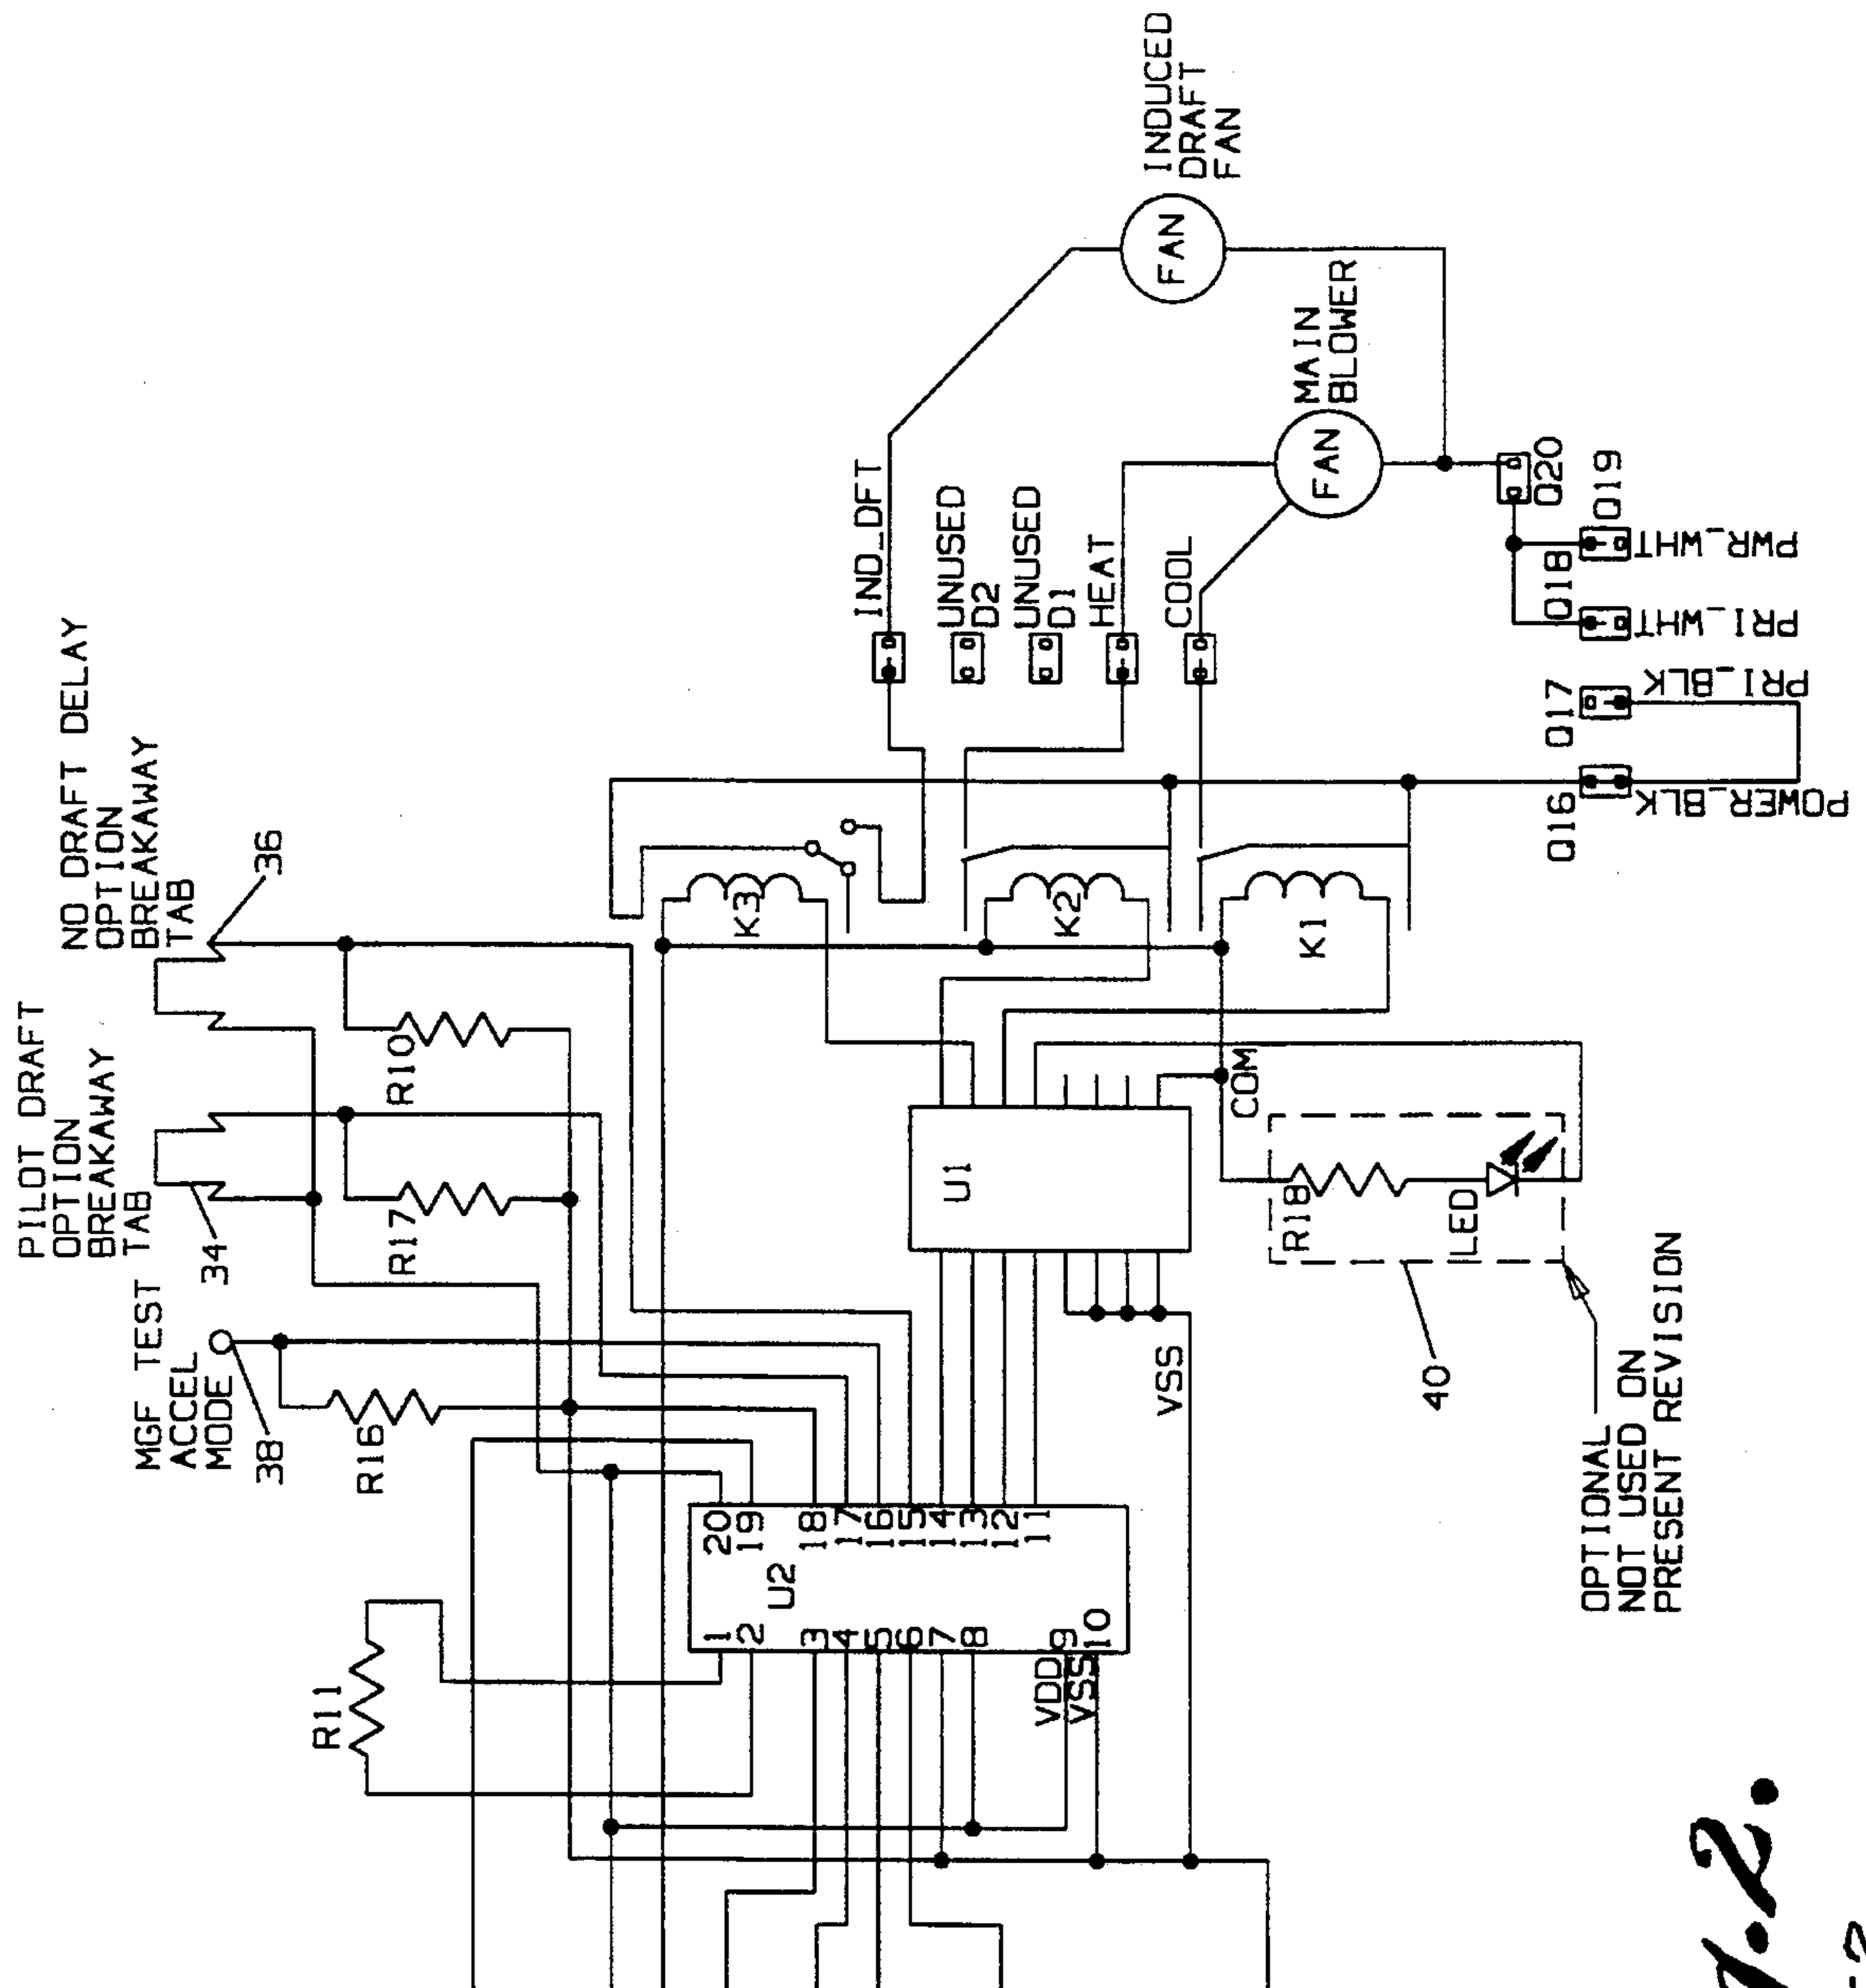 PILOT DRAFT
OPTION
BREAKAWAY
TAB
34
NO DRAFT DELAY
OPTION
BREAKAWAY
TAB
36
MGF TEST
ACCEL
MODE
38
R16
R17
R10
R11
U2
1
2
3
4
5
6
7
8
9
10
20
19
18
17
16
15
14
13
12
11
VDD
VSS
U1
VSS
COM
K3
K2
K1
R18
LED
40
OPTIONAL
NOT USED ON
PRESENT REVISION
IND_DFT
UNUSED
D2
UNUSED
D1
HEAT
COOL
FAN
INDUCED
DRAFT
FAN
FAN
MAIN
BLOWER
Q16
POWER_BLK
Q17
PRI_BLK
Q18
PRI_WHT
Q19
PWR_WHT
Q20
.2.